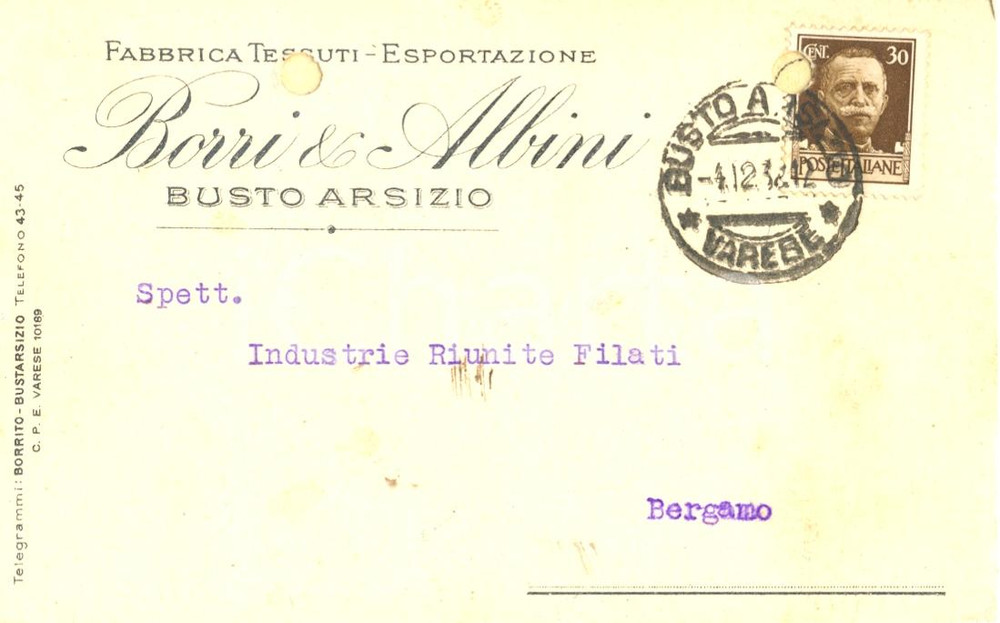 FABBRICA TESSUTI - ESPORTAZIONE
Borri & Albini
BUSTO ARSIZIO
CENT. 30
POSTE ITALIANE
BUSTO A.
VARESE
Spett.
Industrie Riunite Filati
Bergamo
Telegrammi: BORRITO - BUSTARSIZIO TELEFONO 43-45
C. P. E. VARESE 10189